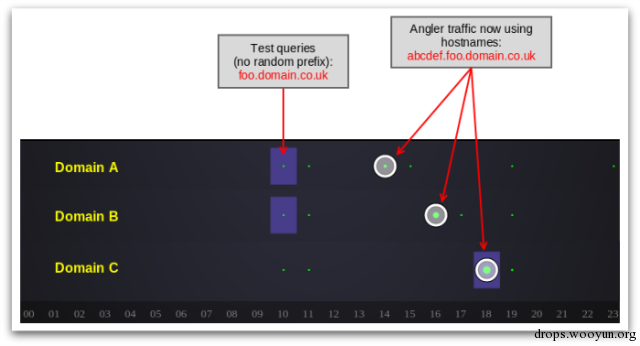 Test queries
(no random prefix):
foo.domain.co.uk
Angler traffic now using
hostnames:
abcdef.foo.domain.co.uk
Domain A
Domain B
Domain C
00 01 02 03 04 05 06 07 08 09 10 11 12 13 14 15 16 17 18 19 20 21 22 23
drops.wooyun.org